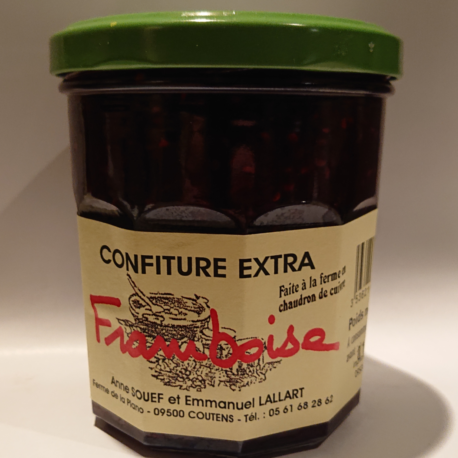 CONFITURE EXTRA
Faite à la ferme en
chaudron de cuivre
Framboise
Anne SOUEF et Emmanuel LALLART
Ferme de la Plano - 09500 COUTENS - Tél. : 05 61 68 28 62
Poids